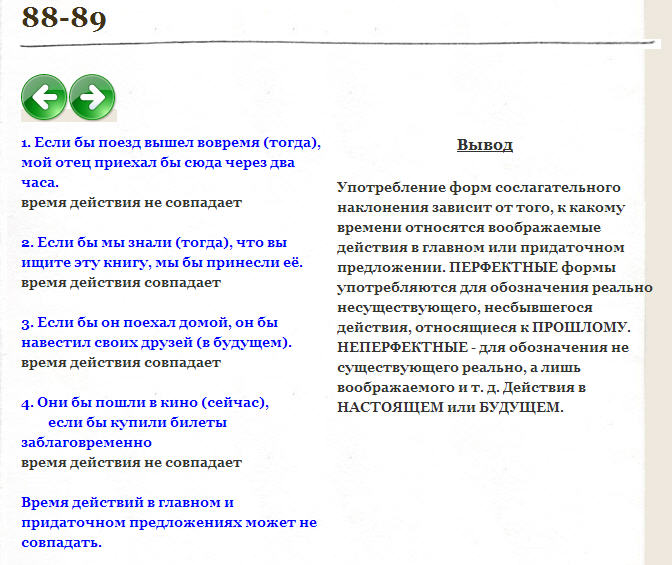 88-89
1. Если бы поезд вышел вовремя (тогда),
мой отец приехал бы сюда через два
часа.
время действия не совпадает
2. Если бы мы знали (тогда), что вы
ищите эту книгу, мы бы принесли её.
время действия совпадает
3. Если бы он поехал домой, он бы
навестил своих друзей (в будущем).
время действия совпадает
4. Они бы пошли в кино (сейчас),
если бы купили билеты
заблаговременно
время действия не совпадает
Время действий в главном и
придаточном предложениях может не
совпадать.
Вывод
Употребление форм сослагательного
наклонения зависит от того, к какому
времени относятся воображаемые
действия в главном или придаточном
предложении. ПЕРФЕКТНЫЕ формы
употребляются для обозначения реально
несуществующего, несбывшегося
действия, относящиеся к ПРОШЛОМУ.
НЕПЕРФЕКТНЫЕ - для обозначения не
существующего реально, а лишь
воображаемого и т. д. Действия в
НАСТОЯЩЕМ или БУДУЩЕМ.